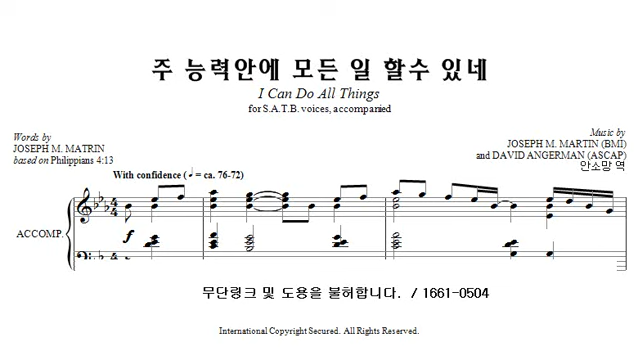 주 능력안에 모든 일 할수 있네
I Can Do All Things
for S.A.T.B. voices, accompanied
Words by
JOSEPH M. MATRIN
based on Philippians 4:13
Music by
JOSEPH M. MARTIN (BMI)
and DAVID ANGERMAN (ASCAP)
안소망 역
With confidence (♩ = ca. 76-72)
ACCOMP.
f
무단링크 및 도용을 불허합니다. / 1661-0504
International Copyright Secured. All Rights Reserved.